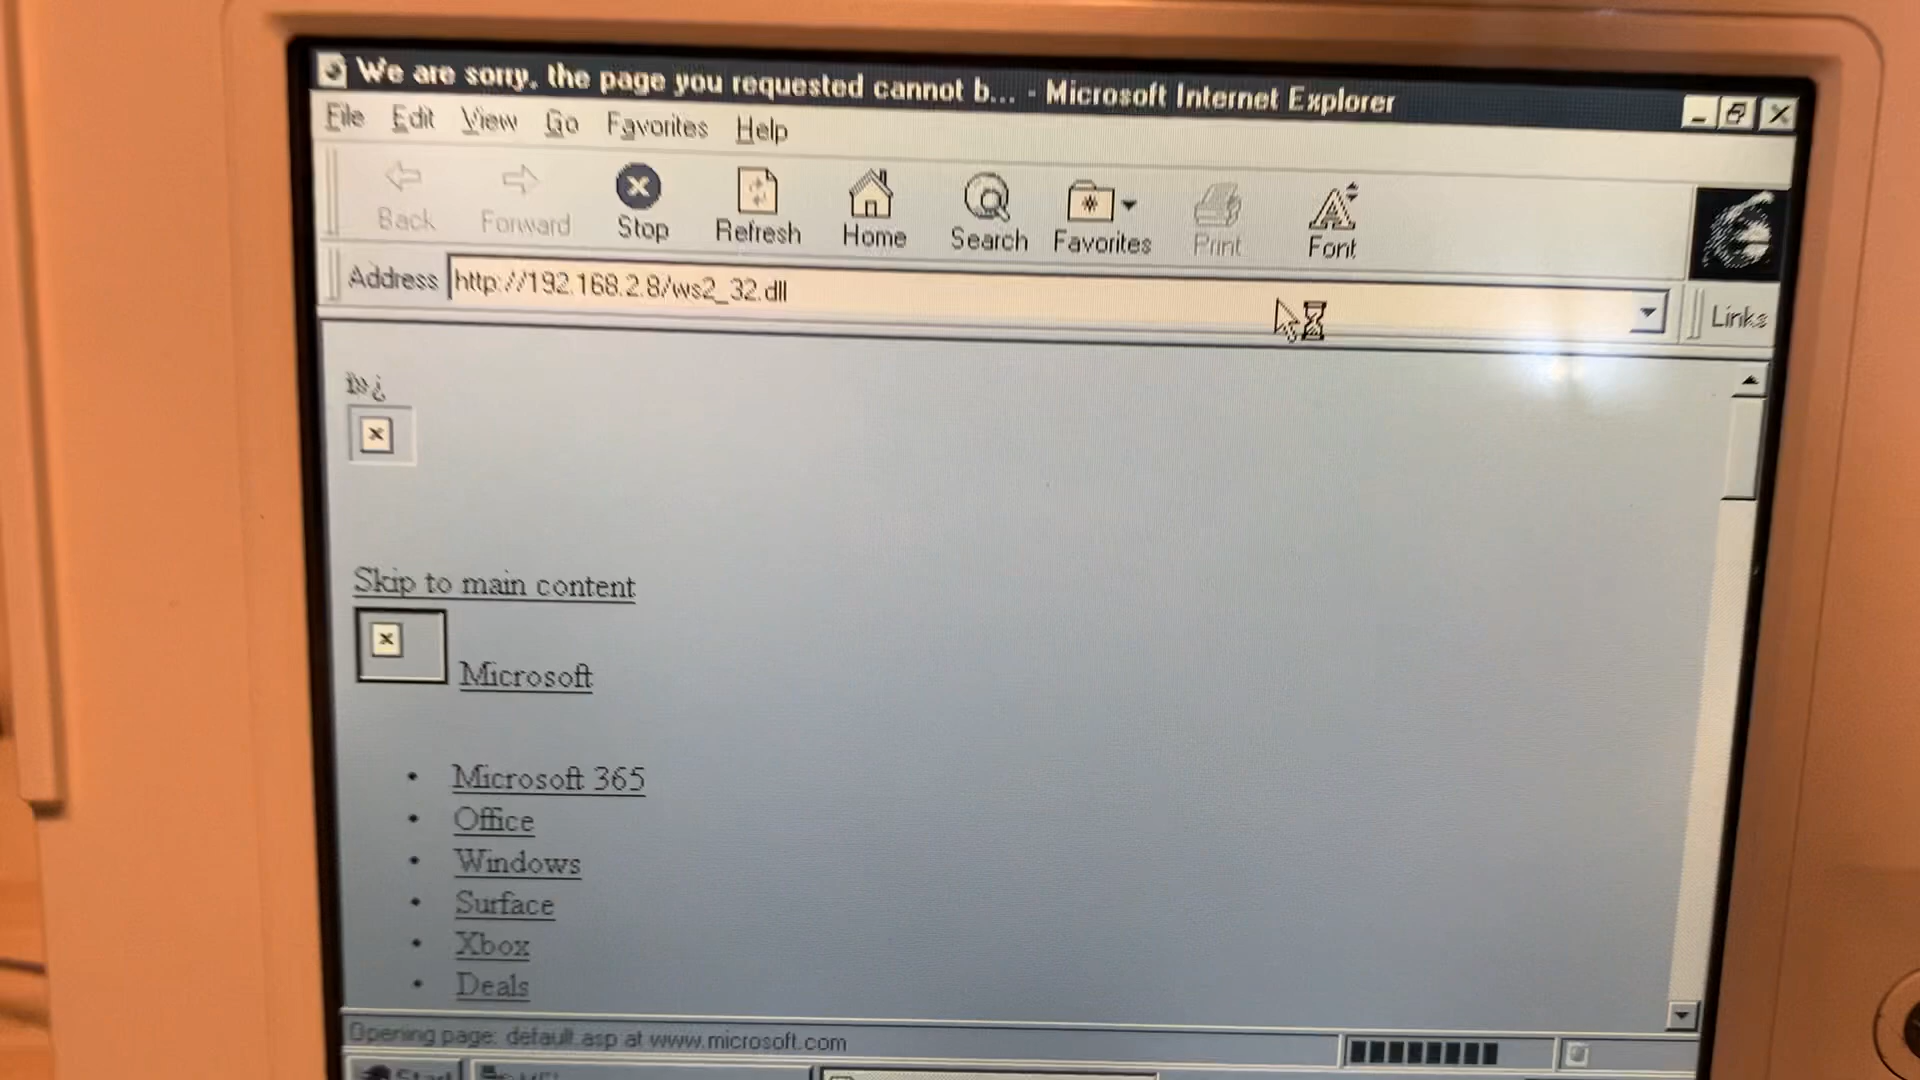 We are sorry, the page you requested cannot b... - Microsoft Internet Explorer
File Edit View Go Favorites Help
Back Forward Stop Refresh Home Search Favorites Print Font
Address http://192.168.2.8/ws2_32.dll Links
ï»¿
Skip to main content
Microsoft
• Microsoft 365
• Office
• Windows
• Surface
• Xbox
• Deals
Opening page: default.asp at www.microsoft.com
Start